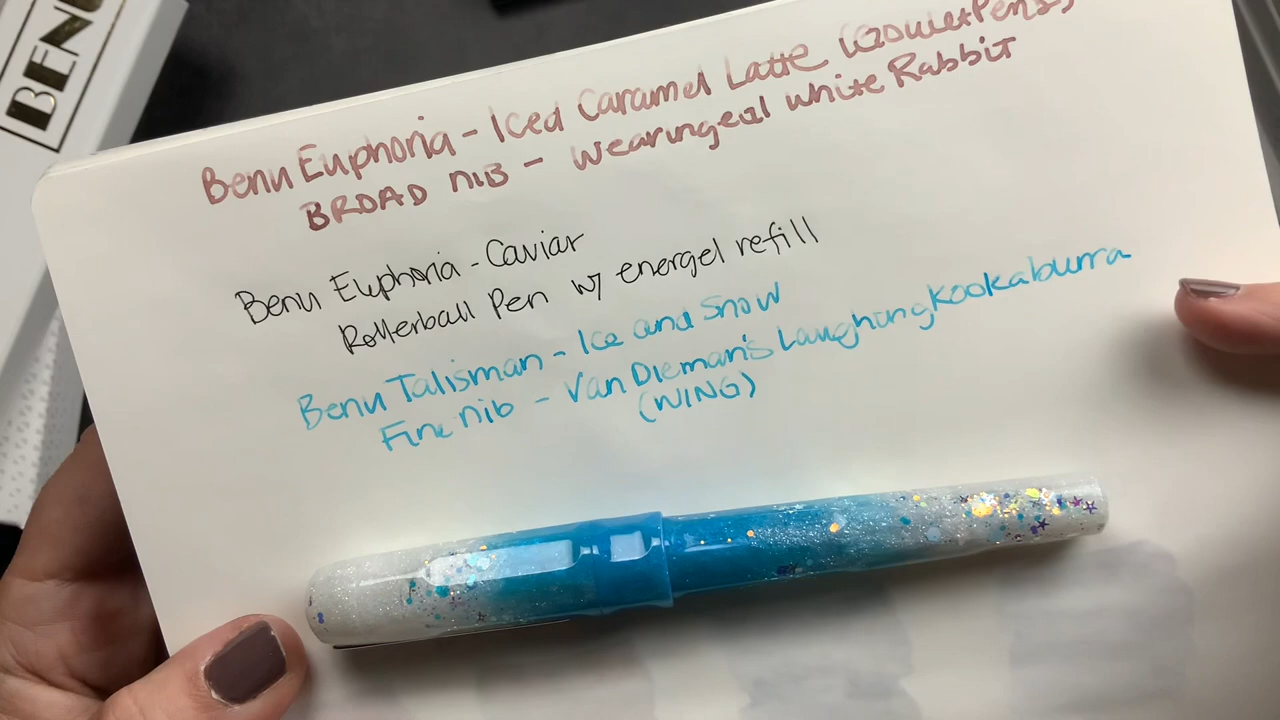 BENU
Benu Euphoria - Iced Caramel Latte (GouletPens)
BROAD NIB - Wearingeul White Rabbit
Benu Euphoria - Caviar
Rollerball Pen w/ energel refill
Benu Talisman - Ice and Snow
Fine nib - Van Dieman's Laughing Kookaburra
(WING)